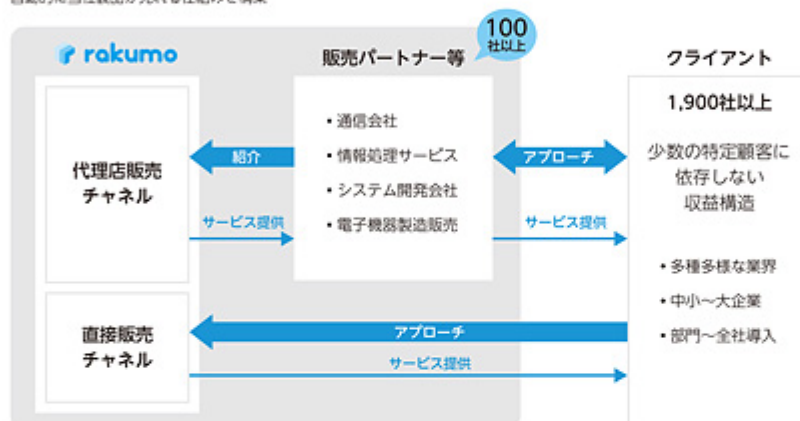 rakumo
販売パートナー等
100
社以上
クライアント
代理店販売
チャネル
紹介
サービス提供
・通信会社
・情報処理サービス
・システム開発会社
・電子機器製造販売
アプローチ
サービス提供
1,900社以上
少数の特定顧客に
依存しない
収益構造
・多種多様な業界
・中小～大企業
・部門～全社導入
直接販売
チャネル
アプローチ
サービス提供